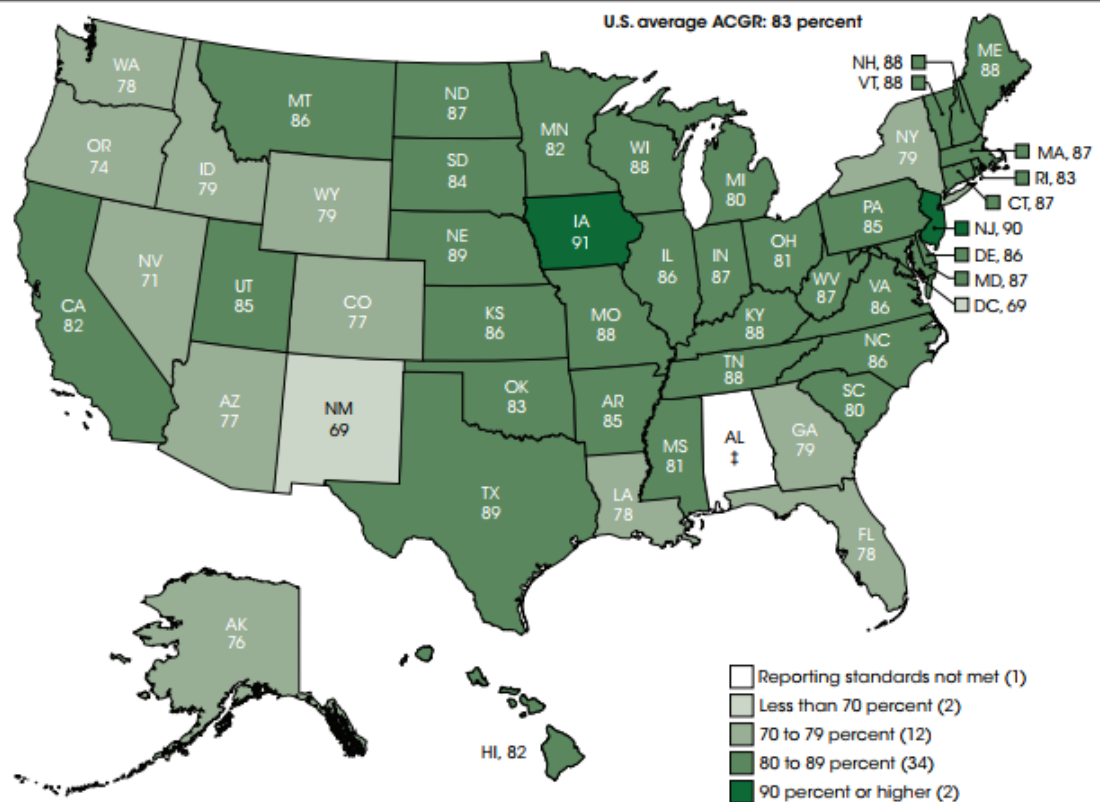 U.S. average ACGR: 83 percent
WA
78
OR
74
ID
79
MT
86
WY
79
NV
71
UT
85
CO
77
CA
82
AZ
77
NM
69
ND
87
SD
84
NE
89
KS
86
OK
83
TX
89
MN
82
IA
91
MO
88
AR
85
LA
78
WI
88
IL
86
MI
80
IN
87
OH
81
KY
88
TN
88
MS
81
AL
‡
GA
79
FL
78
SC
80
NC
86
VA
86
WV
87
PA
85
NY
79
ME
88
NH, 88
VT, 88
MA, 87
RI, 83
CT, 87
NJ, 90
DE, 86
MD, 87
DC, 69
AK
76
HI, 82
Reporting standards not met (1)
Less than 70 percent (2)
70 to 79 percent (12)
80 to 89 percent (34)
90 percent or higher (2)